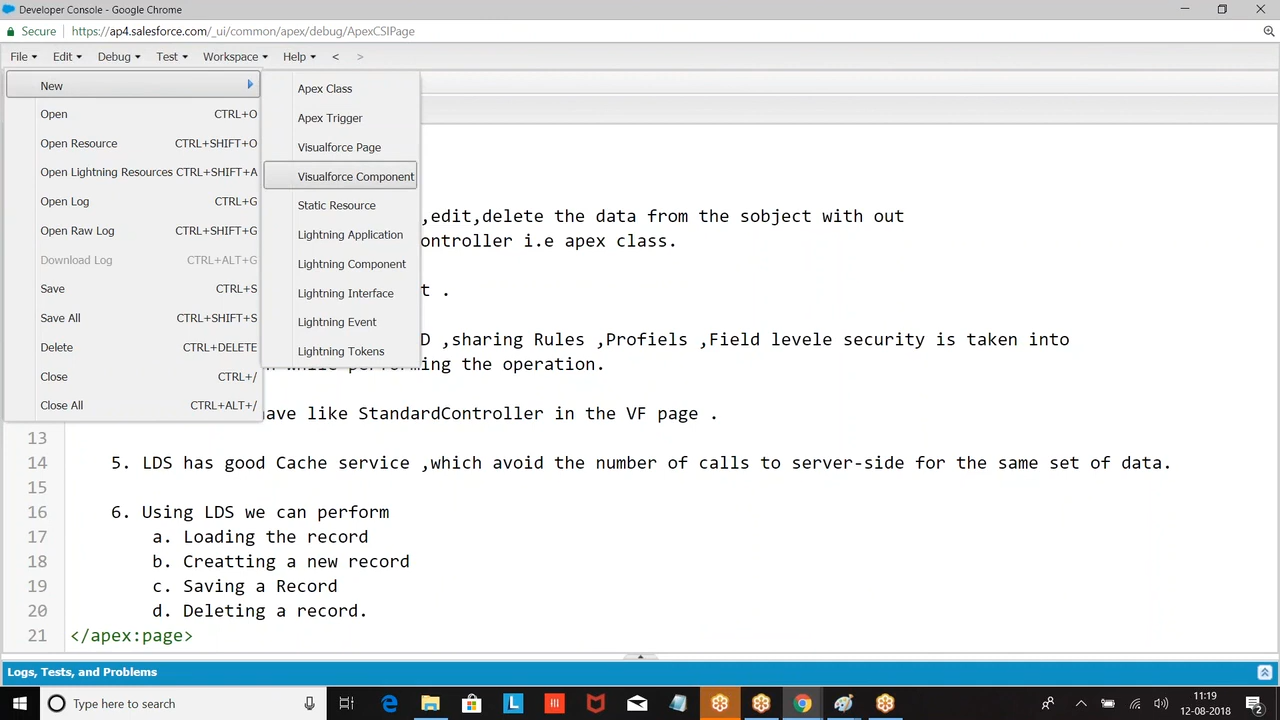 Developer Console - Google Chrome
Secure https://ap4.salesforce.com/_ui/common/apex/debug/ApexCSIPage
File Edit Debug Test Workspace Help < >
New
Open CTRL+O
Open Resource CTRL+SHIFT+O
Open Lightning Resources CTRL+SHIFT+A
Open Log CTRL+G
Open Raw Log CTRL+SHIFT+G
Download Log CTRL+ALT+G
Save CTRL+S
Save All CTRL+SHIFT+S
Delete CTRL+DELETE
Close CTRL+/
Close All CTRL+ALT+/
Apex Class
Apex Trigger
Visualforce Page
Visualforce Component
Static Resource
Lightning Application
Lightning Component
Lightning Interface
Lightning Event
Lightning Tokens
,edit,delete the data from the sobject with out
ontroller i.e apex class.
t .
D ,sharing Rules ,Profiels ,Field levele security is taken into
while performing the operation.
ave like StandardController in the VF page .
13
14 5. LDS has good Cache service ,which avoid the number of calls to server-side for the same set of data.
15
16 6. Using LDS we can perform
17 a. Loading the record
18 b. Creatting a new record
19 c. Saving a Record
20 d. Deleting a record.
21 </apex:page>
Logs, Tests, and Problems
Type here to search
11:19
12-08-2018
2